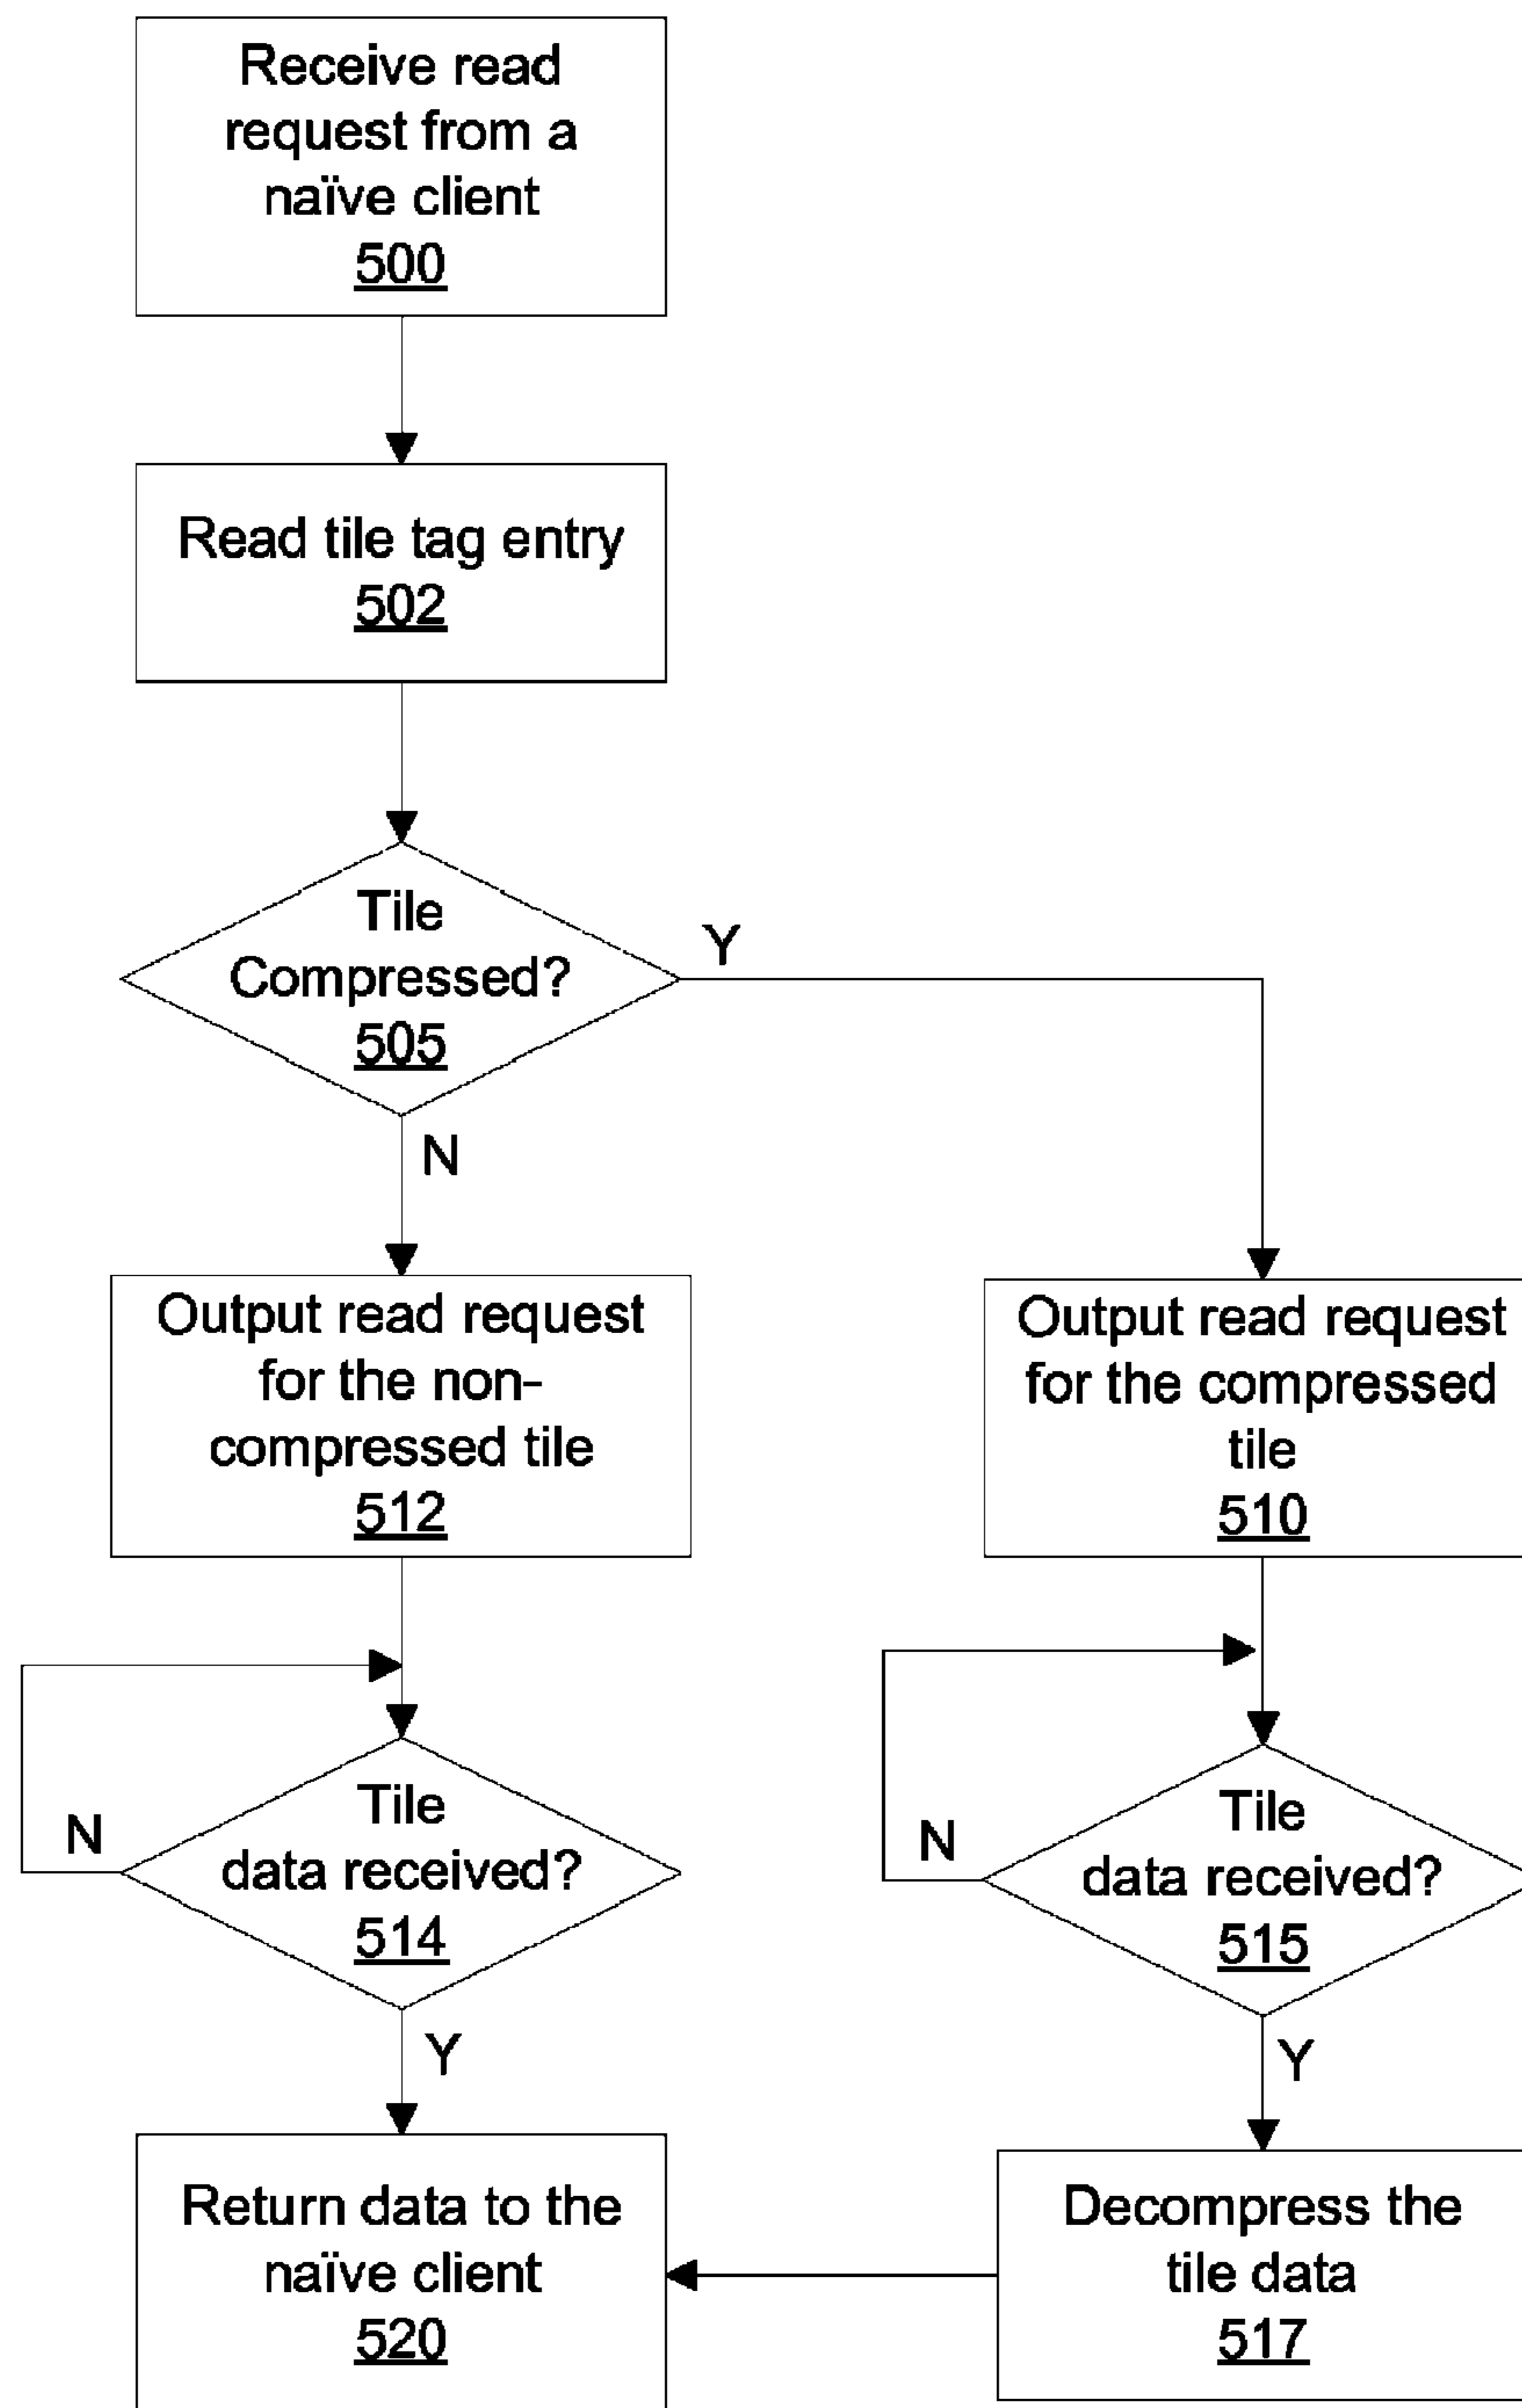 Receive read
request from a
naïve client
500
Read tile tag entry
502
Tile
Compressed?
505
Y
N
Output read request
for the non-
compressed tile
512
Output read request
for the compressed
tile
510
Tile
data received?
514
N
Y
Tile
data received?
515
N
Y
Return data to the
naïve client
520
Decompress the
tile data
517